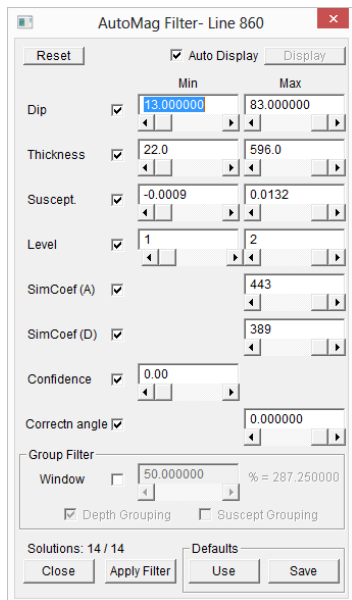 AutoMag Filter- Line 860
Reset Auto Display Display
Min Max
Dip 13.000000 83.000000
Thickness 22.0 596.0
Suscept. -0.0009 0.0132
Level 1 2
SimCoef (A) 443
SimCoef (D) 389
Confidence 0.00
Correctn angle 0.000000
Group Filter
Window 50.000000 % = 287.250000
Depth Grouping Suscept Grouping
Solutions: 14 / 14 Defaults
Close Apply Filter Use Save